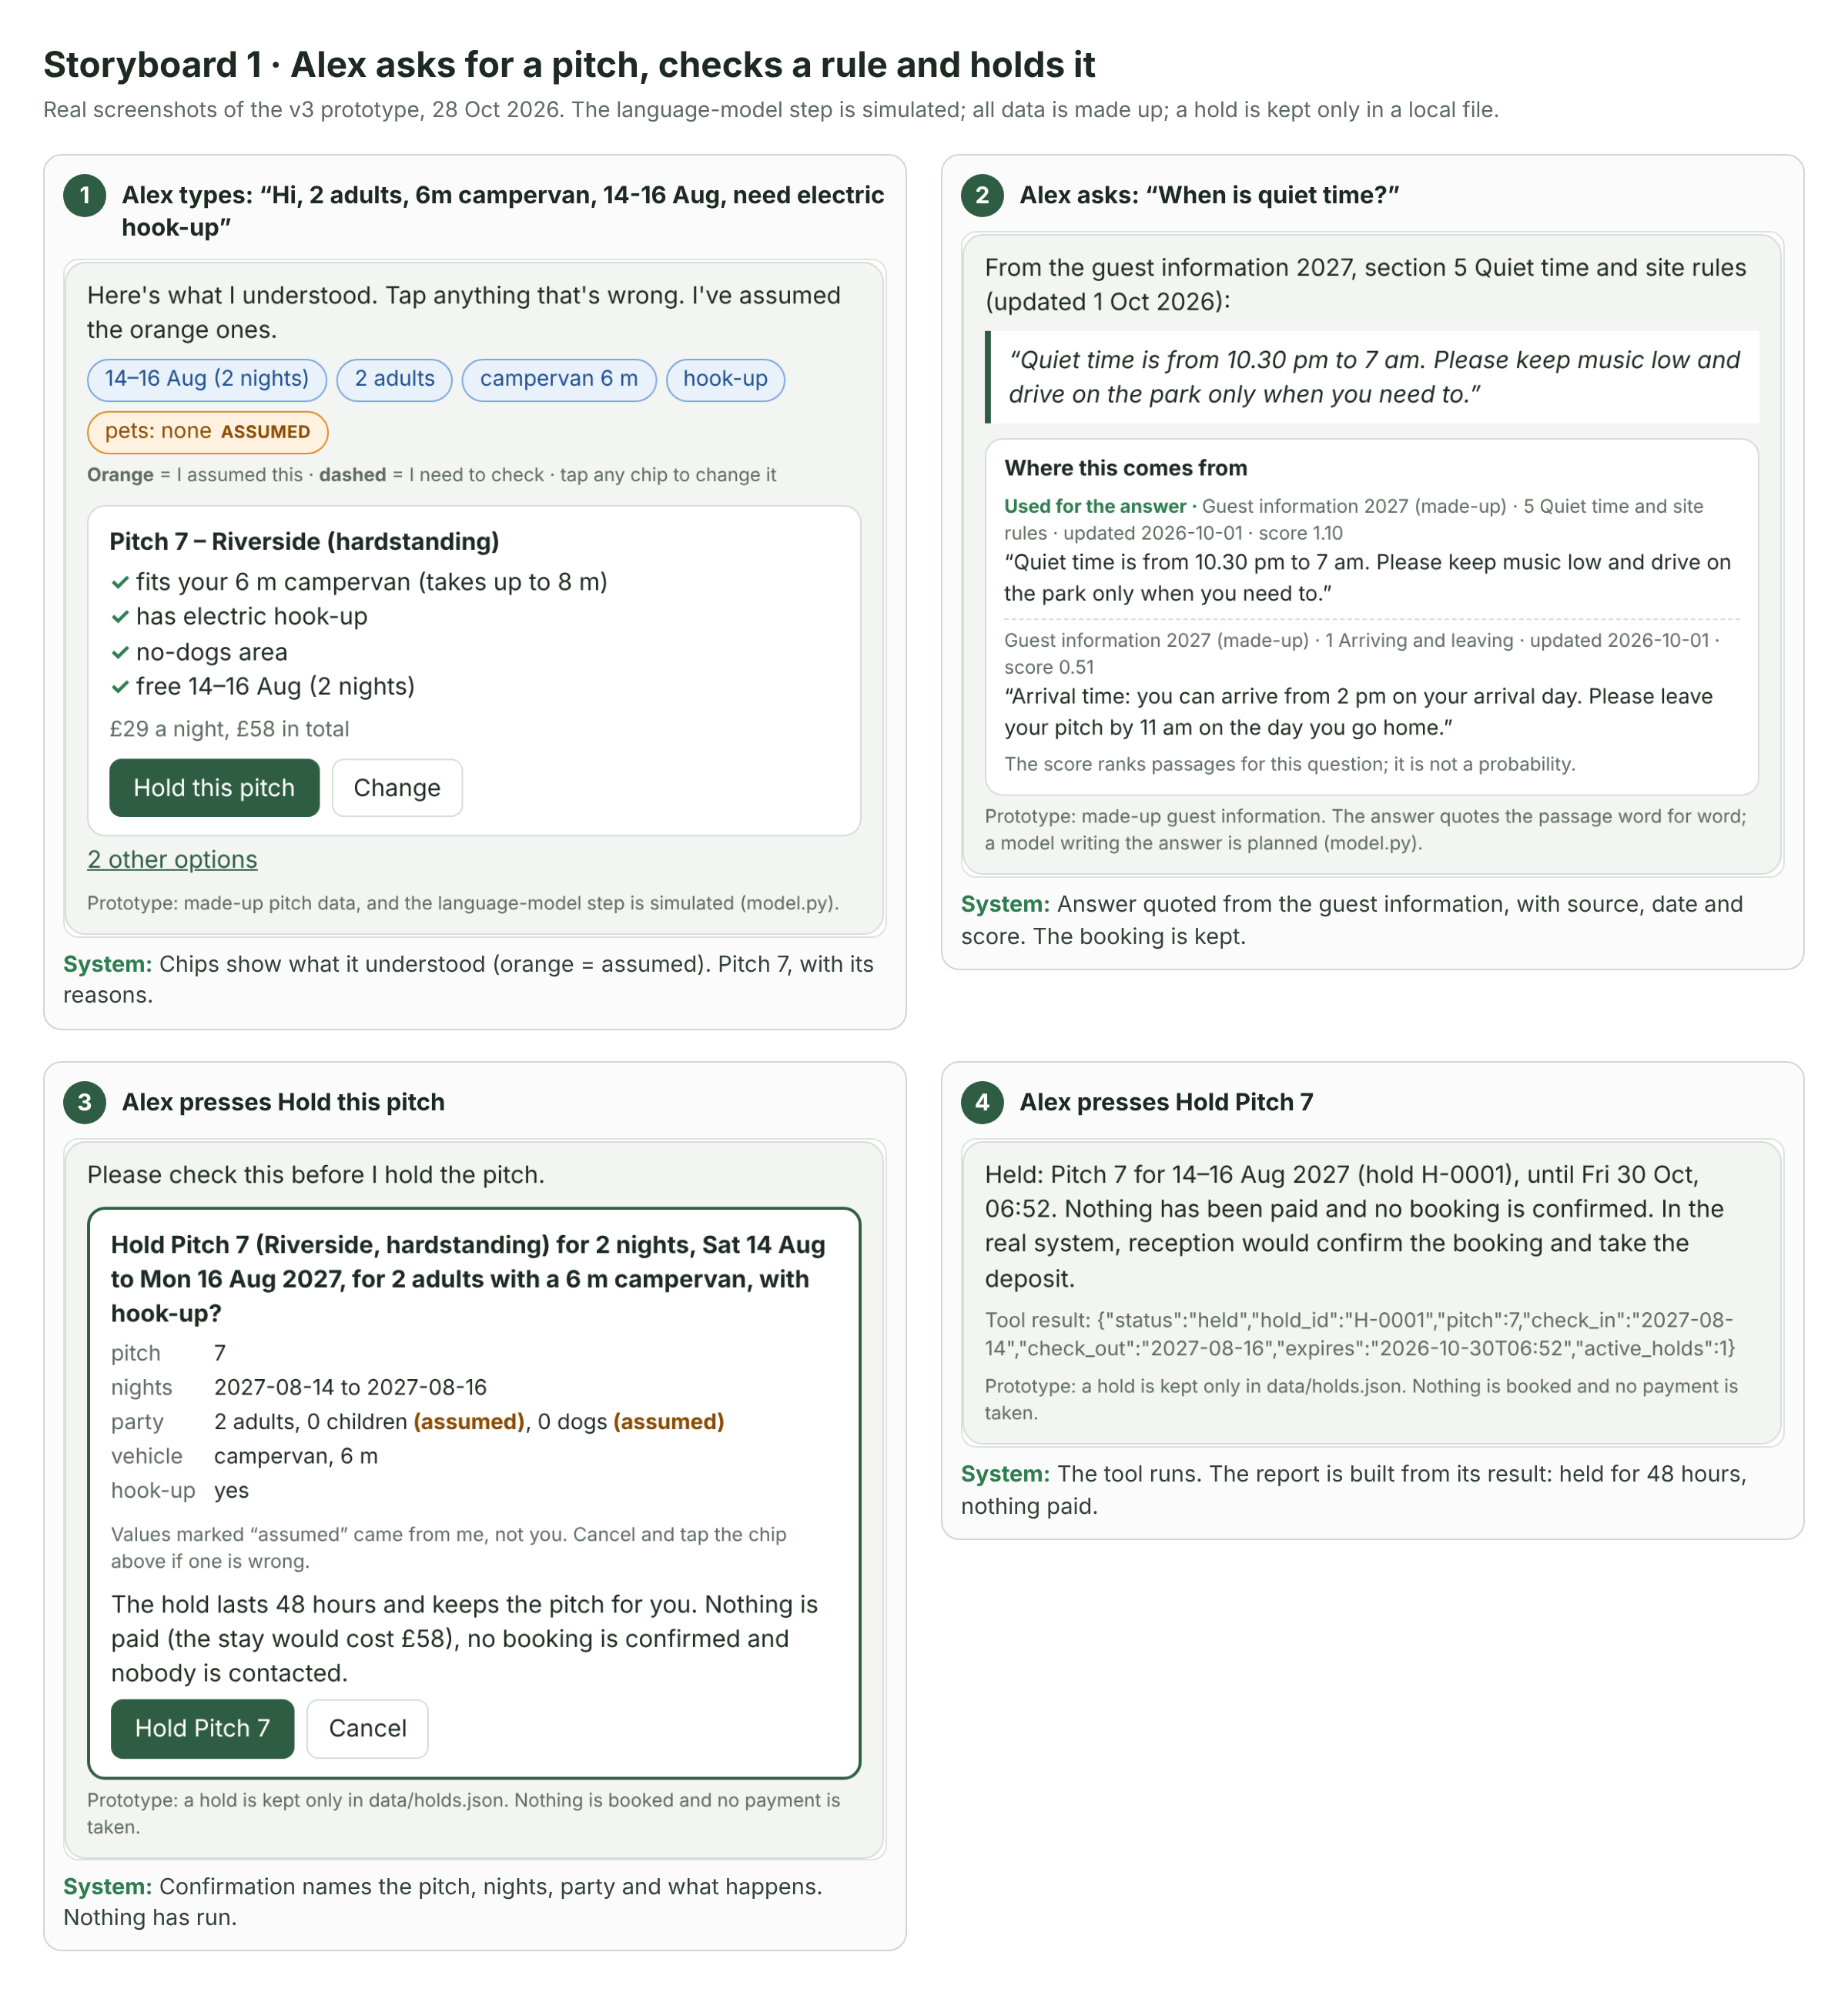 Storyboard 1 · Alex asks for a pitch, checks a rule and holds it
Real screenshots of the v3 prototype, 28 Oct 2026. The language-model step is simulated; all data is made up; a hold is kept only in a local file.
1
Alex types: “Hi, 2 adults, 6m campervan, 14-16 Aug, need electric
hook-up”
Here's what I understood. Tap anything that's wrong. I've assumed
the orange ones.
14–16 Aug (2 nights)
2 adults
campervan 6 m
hook-up
pets: none ASSUMED
Orange = I assumed this · dashed = I need to check · tap any chip to change it
Pitch 7 – Riverside (hardstanding)
✓ fits your 6 m campervan (takes up to 8 m)
✓ has electric hook-up
✓ no-dogs area
✓ free 14–16 Aug (2 nights)
£29 a night, £58 in total
Hold this pitch
Change
2 other options
Prototype: made-up pitch data, and the language-model step is simulated (model.py).
System: Chips show what it understood (orange = assumed). Pitch 7, with its
reasons.
2
Alex asks: “When is quiet time?”
From the guest information 2027, section 5 Quiet time and site rules
(updated 1 Oct 2026):
“Quiet time is from 10.30 pm to 7 am. Please keep music low and
drive on the park only when you need to.”
Where this comes from
Used for the answer · Guest information 2027 (made-up) · 5 Quiet time and site
rules · updated 2026-10-01 · score 1.10
“Quiet time is from 10.30 pm to 7 am. Please keep music low and drive on
the park only when you need to.”
Guest information 2027 (made-up) · 1 Arriving and leaving · updated 2026-10-01 ·
score 0.51
“Arrival time: you can arrive from 2 pm on your arrival day. Please leave
your pitch by 11 am on the day you go home.”
The score ranks passages for this question; it is not a probability.
Prototype: made-up guest information. The answer quotes the passage word for word;
a model writing the answer is planned (model.py).
System: Answer quoted from the guest information, with source, date and
score. The booking is kept.
3
Alex presses Hold this pitch
Please check this before I hold the pitch.
Hold Pitch 7 (Riverside, hardstanding) for 2 nights, Sat 14 Aug
to Mon 16 Aug 2027, for 2 adults with a 6 m campervan, with
hook-up?
pitch 7
nights 2027-08-14 to 2027-08-16
party 2 adults, 0 children (assumed), 0 dogs (assumed)
vehicle campervan, 6 m
hook-up yes
Values marked “assumed” came from me, not you. Cancel and tap the chip
above if one is wrong.
The hold lasts 48 hours and keeps the pitch for you. Nothing is
paid (the stay would cost £58), no booking is confirmed and
nobody is contacted.
Hold Pitch 7
Cancel
Prototype: a hold is kept only in data/holds.json. Nothing is booked and no payment is
taken.
System: Confirmation names the pitch, nights, party and what happens.
Nothing has run.
4
Alex presses Hold Pitch 7
Held: Pitch 7 for 14–16 Aug 2027 (hold H-0001), until Fri 30 Oct,
06:52. Nothing has been paid and no booking is confirmed. In the
real system, reception would confirm the booking and take the
deposit.
Tool result: {"status":"held","hold_id":"H-0001","pitch":7,"check_in":"2027-08-
14","check_out":"2027-08-16","expires":"2026-10-30T06:52","active_holds":1}
Prototype: a hold is kept only in data/holds.json. Nothing is booked and no payment is
taken.
System: The tool runs. The report is built from its result: held for 48 hours,
nothing paid.